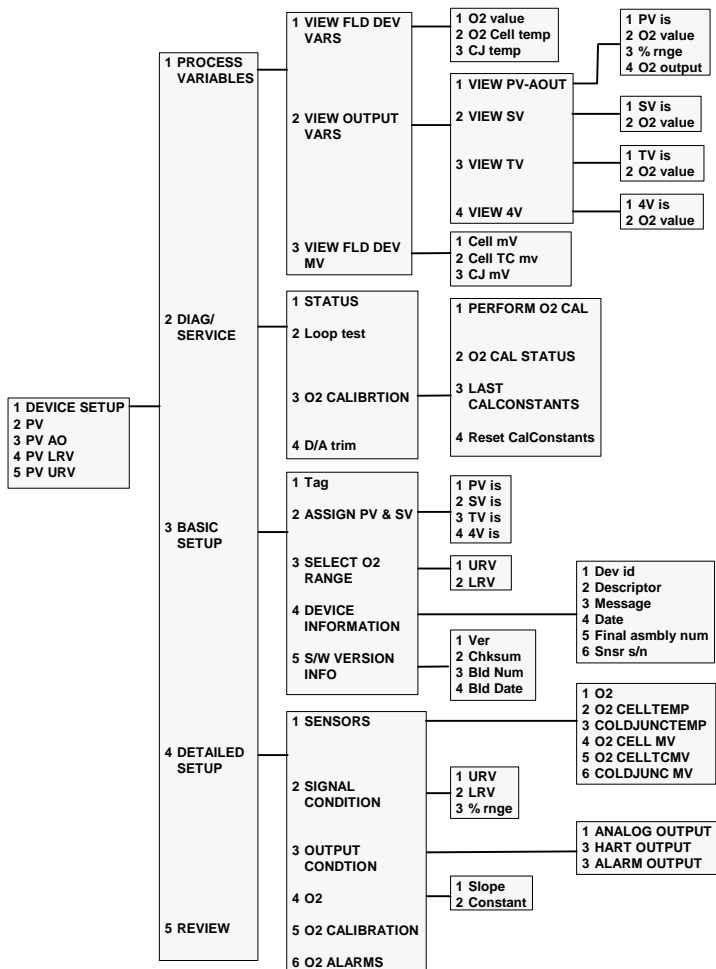 1 DEVICE SETUP
2 PV
3 PV AO
4 PV LRV
5 PV URV
1 PROCESS
VARIABLES
2 DIAG/
SERVICE
3 BASIC
SETUP
4 DETAILED
SETUP
5 REVIEW
1 VIEW FLD DEV
VARS
2 VIEW OUTPUT
VARS
3 VIEW FLD DEV
MV
1 O2 value
2 O2 Cell temp
3 CJ temp
1 VIEW PV-AOUT
2 VIEW SV
3 VIEW TV
4 VIEW 4V
1 PV is
2 O2 value
3 % rnge
4 O2 output
1 SV is
2 O2 value
1 TV is
2 O2 value
1 4V is
2 O2 value
1 Cell mV
2 Cell TC mv
3 CJ mV
1 STATUS
2 Loop test
3 O2 CALIBRTION
4 D/A trim
1 PERFORM O2 CAL
2 O2 CAL STATUS
3 LAST
CALCONSTANTS
4 Reset CalConstants
1 Tag
2 ASSIGN PV & SV
3 SELECT O2
RANGE
4 DEVICE
INFORMATION
5 S/W VERSION
INFO
1 PV is
2 SV is
3 TV is
4 4V is
1 URV
2 LRV
1 Dev id
2 Descriptor
3 Message
4 Date
5 Final asmbly num
6 Snsr s/n
1 Ver
2 Chksum
3 Bld Num
4 Bld Date
1 SENSORS
2 SIGNAL
CONDITION
3 OUTPUT
CONDTION
4 O2
5 O2 CALIBRATION
6 O2 ALARMS
1 O2
2 O2 CELLTEMP
3 COLDJUNCTEMP
4 O2 CELL MV
5 O2 CELLTCMV
6 COLDJUNC MV
1 URV
2 LRV
3 % rnge
1 ANALOG OUTPUT
3 HART OUTPUT
3 ALARM OUTPUT
1 Slope
2 Constant